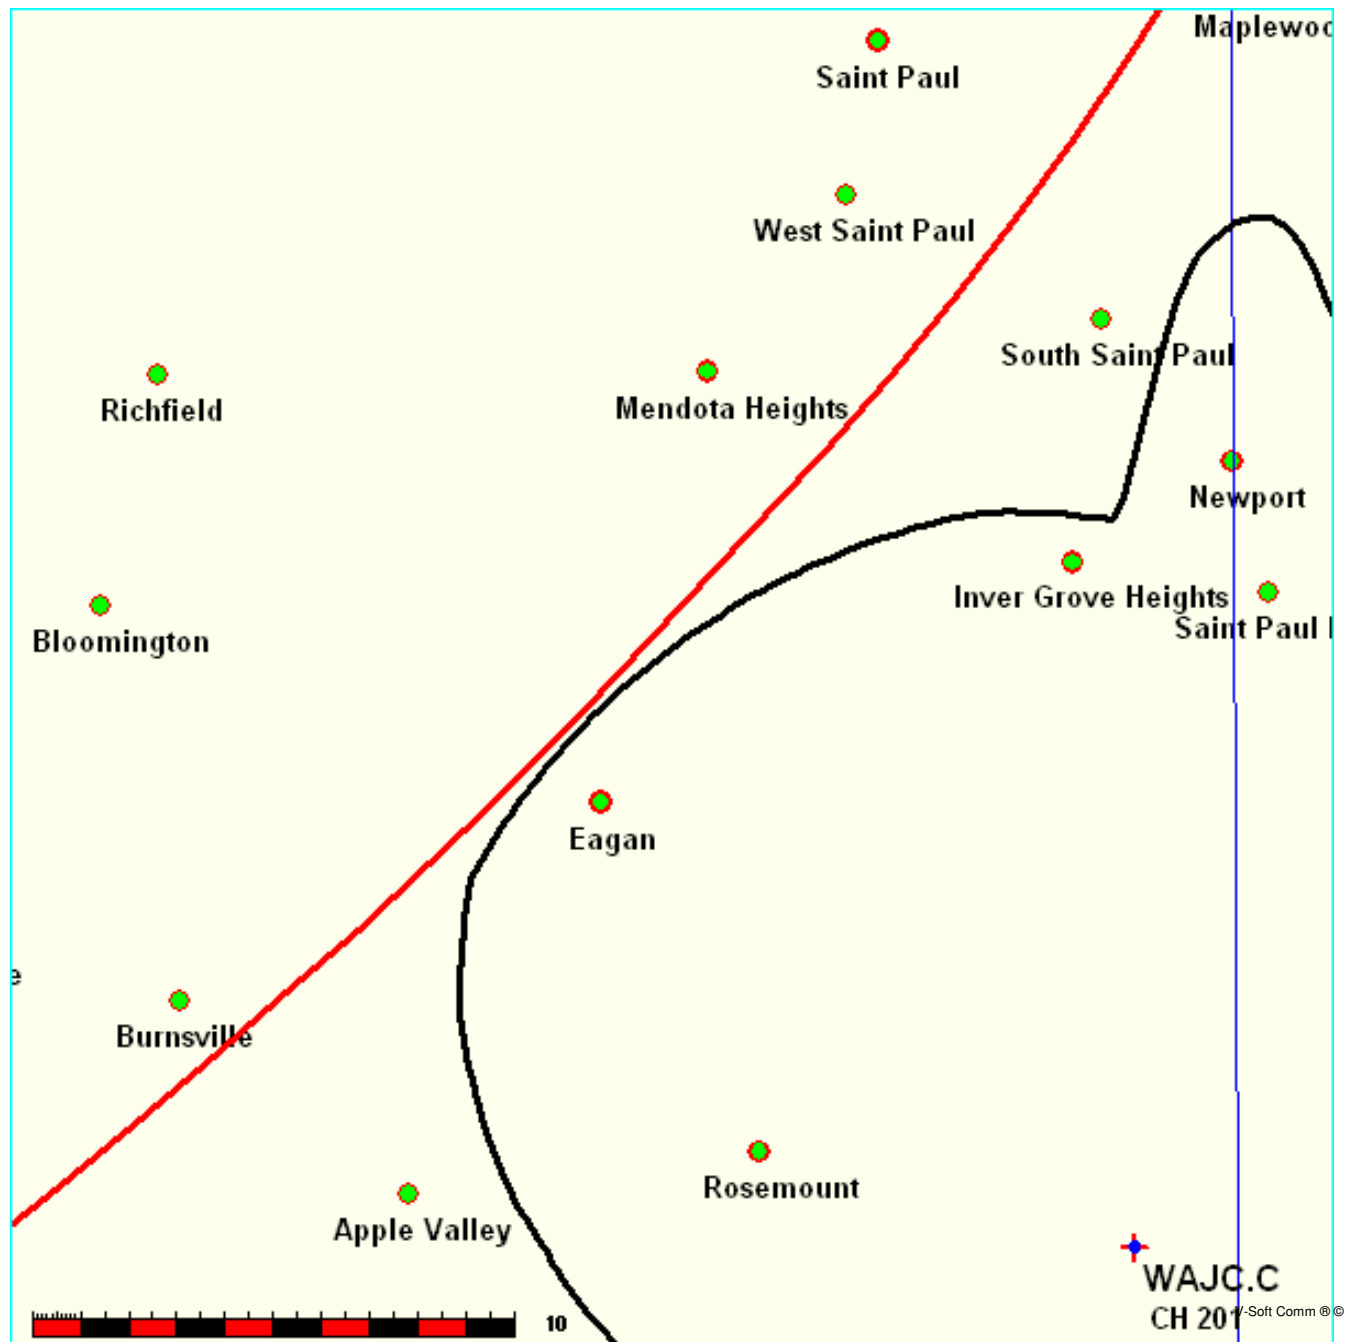 Maplewoo
Saint Paul
West Saint Paul
South Saint Paul
Richfield
Mendota Heights
Newport
Inver Grove Heights
Saint Paul
Bloomington
Eagan
e
Burnsville
Rosemount
Apple Valley
WAJC.C
CH 201
V-Soft Comm ® ©
10